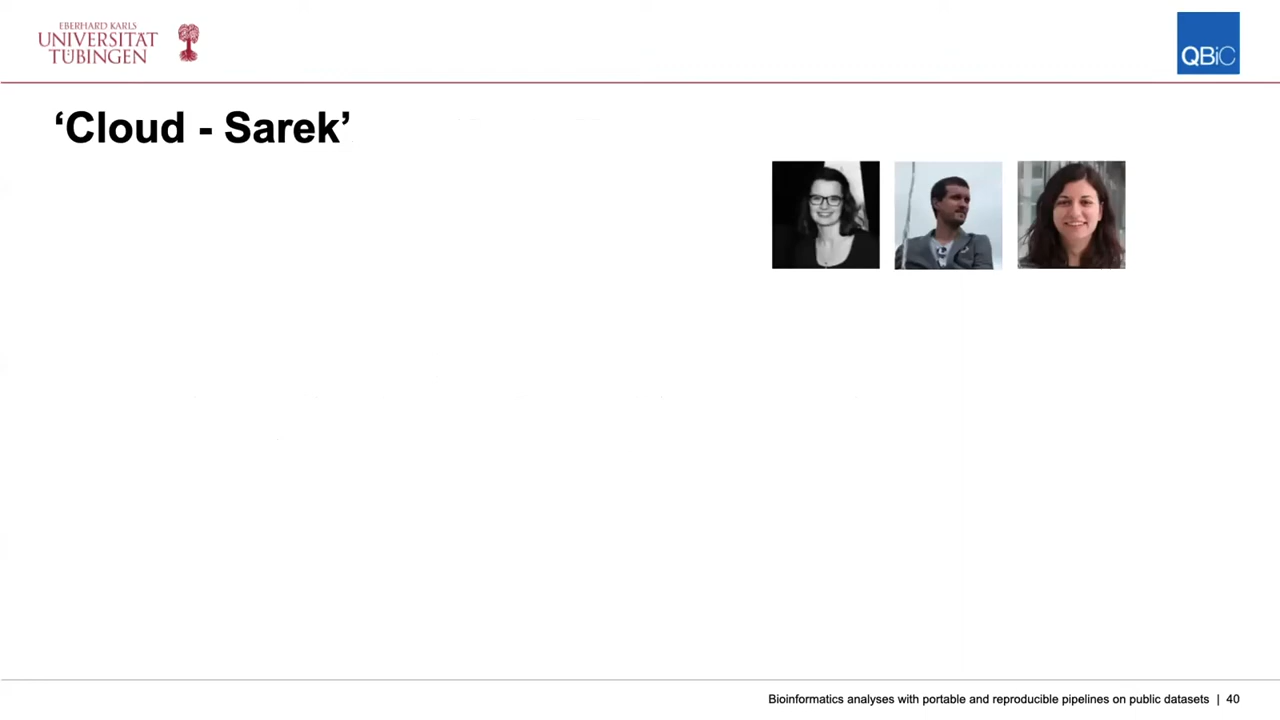 EBERHARD KARLS
UNIVERSITÄT
TÜBINGEN
QBiC
‘Cloud - Sarek’
Bioinformatics analyses with portable and reproducible pipelines on public datasets | 40